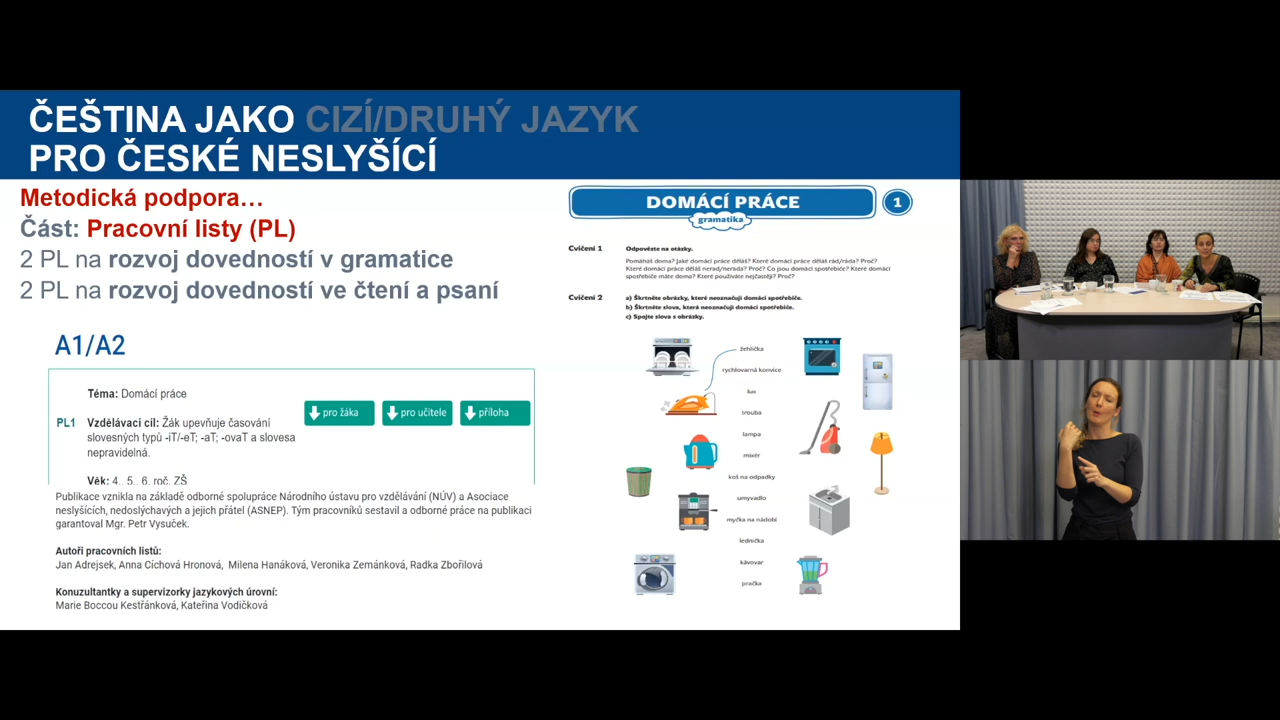 ČEŠTINA JAKO CIZÍ/DRUHÝ JAZYK
PRO ČESKÉ NESLYŠÍCÍ
Metodická podpora…
Část: Pracovní listy (PL)
2 PL na rozvoj dovedností v gramatice
2 PL na rozvoj dovedností ve čtení a psaní
A1/A2
Téma: Domácí práce
PL1
Vzdělávací cíl: Žák upevňuje časování
slovesných typů -iT/-eT; -aT; -ovaT a slovesa
nepravidelná.
pro žáka
pro učitele
příloha
Věk: 4., 5., 6. roč. ZŠ
Publikace vznikla na základě odborné spolupráce Národního ústavu pro vzdělávání (NÚV) a Asociace
neslyšících, nedoslýchavých a jejich přátel (ASNEP). Tým pracovníků sestavil a odborné práce na publikaci
garantoval Mgr. Petr Vysuček.
Autoři pracovních listů:
Jan Adrejsek, Anna Cíchová Hronová, Milena Hanáková, Veronika Zemánková, Radka Zbořilová
Konuzultantky a supervizorky jazykových úrovní:
Marie Boccou Kestřánková, Kateřina Vodičková
DOMÁCÍ PRÁCE
1
gramatika
Cvičení 1
Odpovězte na otázky.
Pomáháš doma? Jaké domácí práce děláš? Které domácí práce děláš rád/ráda? Proč?
Které domácí práce děláš nerad/nerada? Proč? Co jsou domácí spotřebiče? Které domácí
spotřebiče máte doma? Které používáte nejčastěji? Proč?
Cvičení 2
a) Škrtněte obrázky, které neoznačují domácí spotřebiče.
b) Škrtněte slova, která neoznačují domácí spotřebiče.
c) Spojte slova s obrázky.
žehlička
rychlovarná konvice
lux
trouba
lampa
mixér
koš na odpadky
umyvadlo
myčka na nádobí
lednička
kávovar
pračka